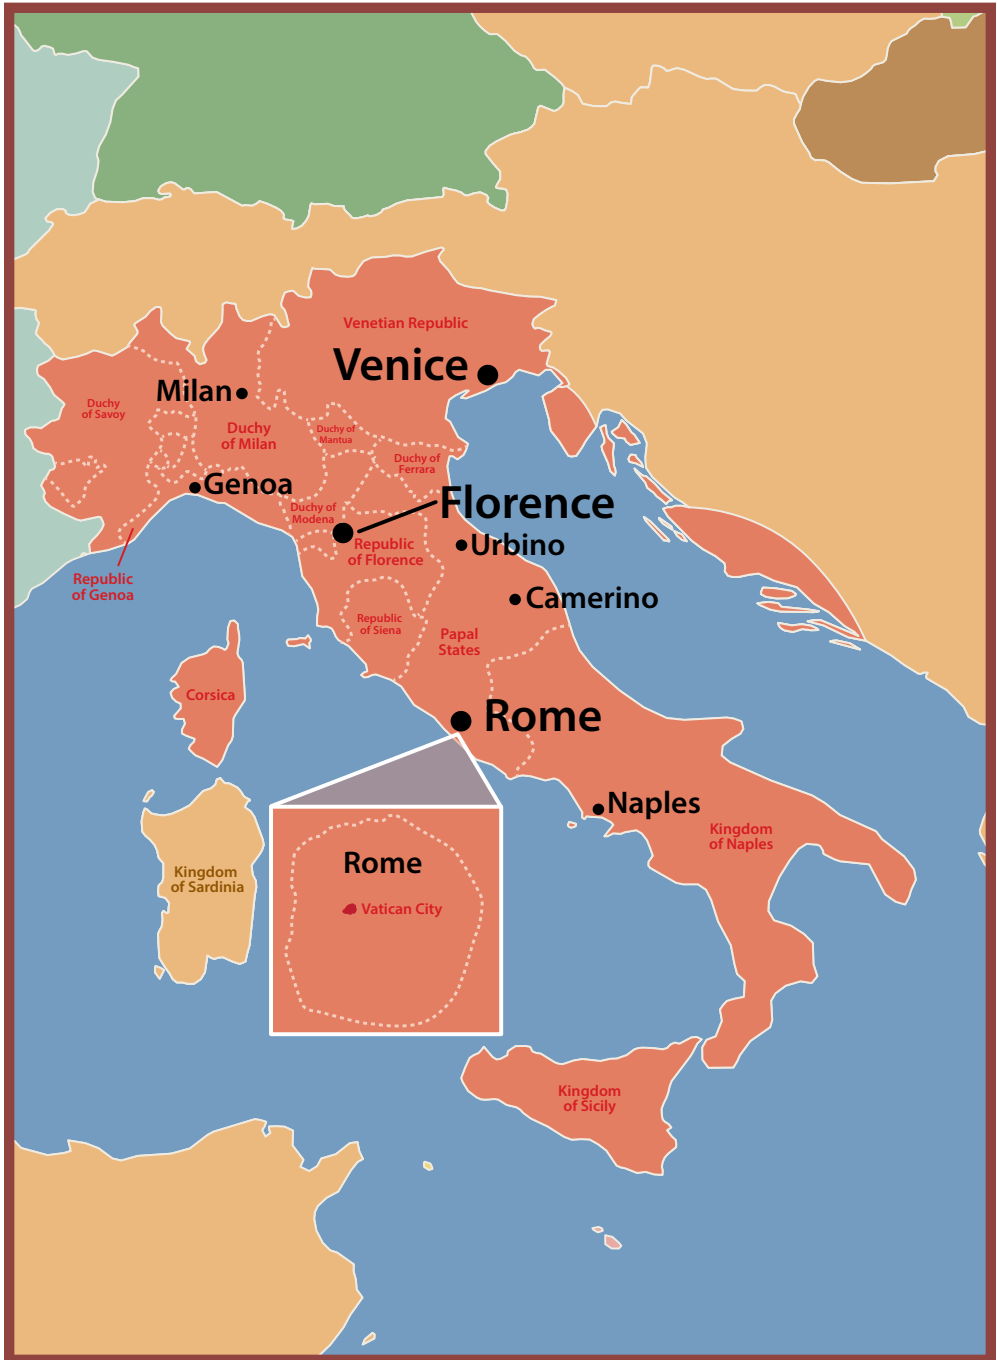 Venetian Republic
Venice
Milan
Duchy
of Savoy
Duchy
of Milan
Duchy of
Mantua
Duchy of
Ferrara
Genoa
Florence
Duchy of
Modena
Republic
of Florence
Urbino
Republic
of Genoa
Camerino
Republic
of Siena
Papal
States
Corsica
Rome
Naples
Kingdom
of Naples
Kingdom
of Sardinia
Rome
Vatican City
Kingdom
of Sicily